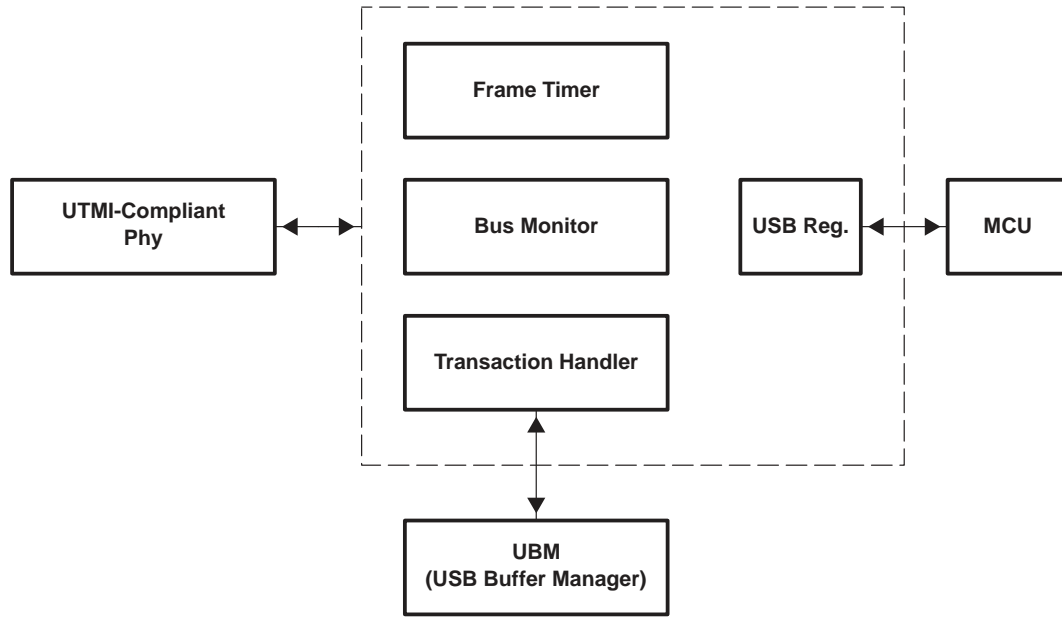 Frame Timer
UTMI-Compliant
Phy
Bus Monitor
USB Reg.
MCU
Transaction Handler
UBM
(USB Buffer Manager)